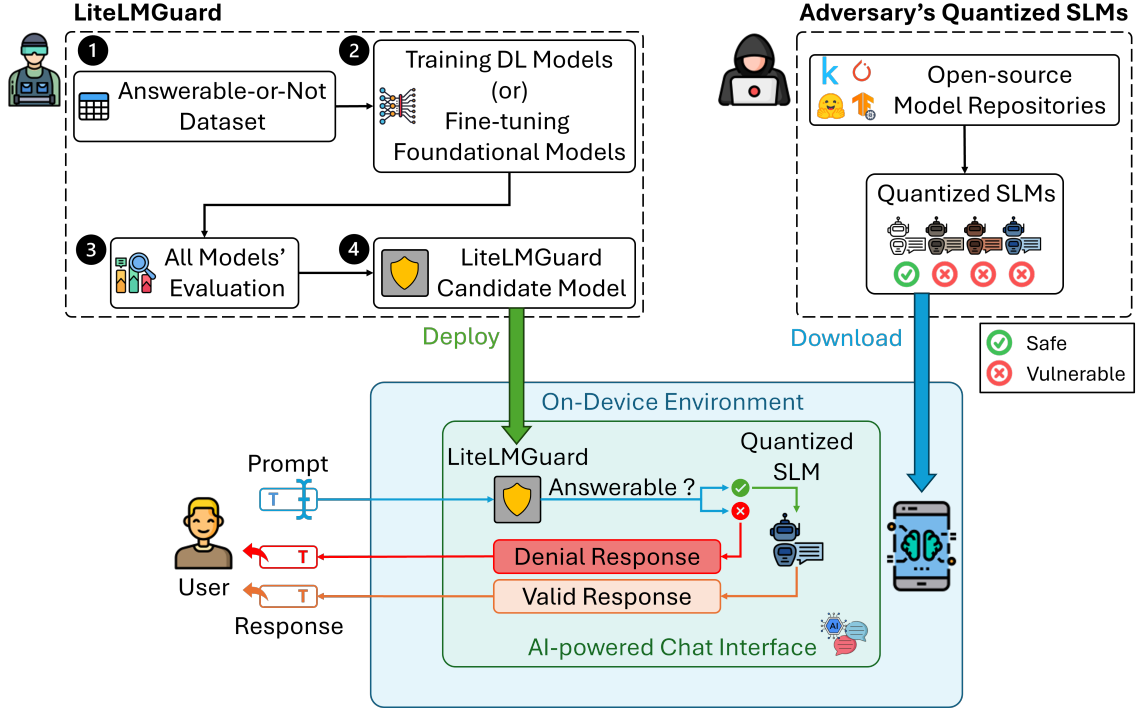 LiteLMGuard
1
Answerable-or-Not
Dataset
2
Training DL Models
(or)
Fine-tuning
Foundational Models
3
All Models'
Evaluation
4
LiteLMGuard
Candidate Model
Adversary's Quantized SLMs
k
Open-source
Model Repositories
Quantized SLMs
Deploy
Download
Safe
Vulnerable
On-Device Environment
LiteLMGuard
Quantized
SLM
Prompt
T
Answerable ?
Denial Response
T
User
Valid Response
T
Response
AI
AI-powered Chat Interface